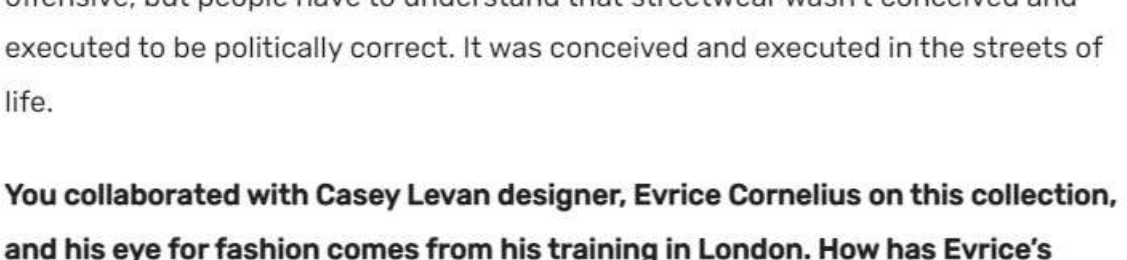 offensive, but people have to understand that streetwear wasn't conceived and
executed to be politically correct. It was conceived and executed in the streets of
life.
You collaborated with Casey Levan designer, Evrice Cornelius on this collection,
and his eye for fashion comes from his training in London. How has Evrice's